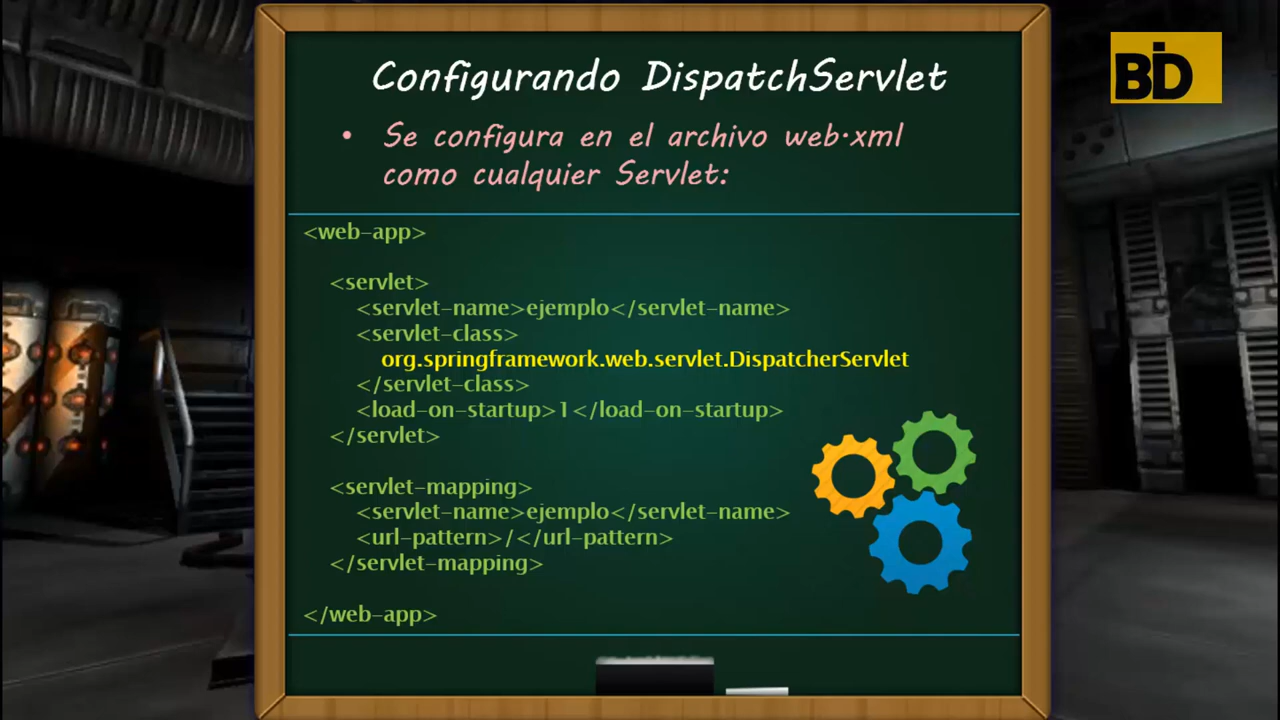 Configurando DispatchServlet
BID
• Se configura en el archivo web.xml
como cualquier Servlet:
<web-app>
<servlet>
<servlet-name>ejemplo</servlet-name>
<servlet-class>
org.springframework.web.servlet.DispatcherServlet
</servlet-class>
<load-on-startup>1</load-on-startup>
</servlet>
<servlet-mapping>
<servlet-name>ejemplo</servlet-name>
<url-pattern>/</url-pattern>
</servlet-mapping>
</web-app>